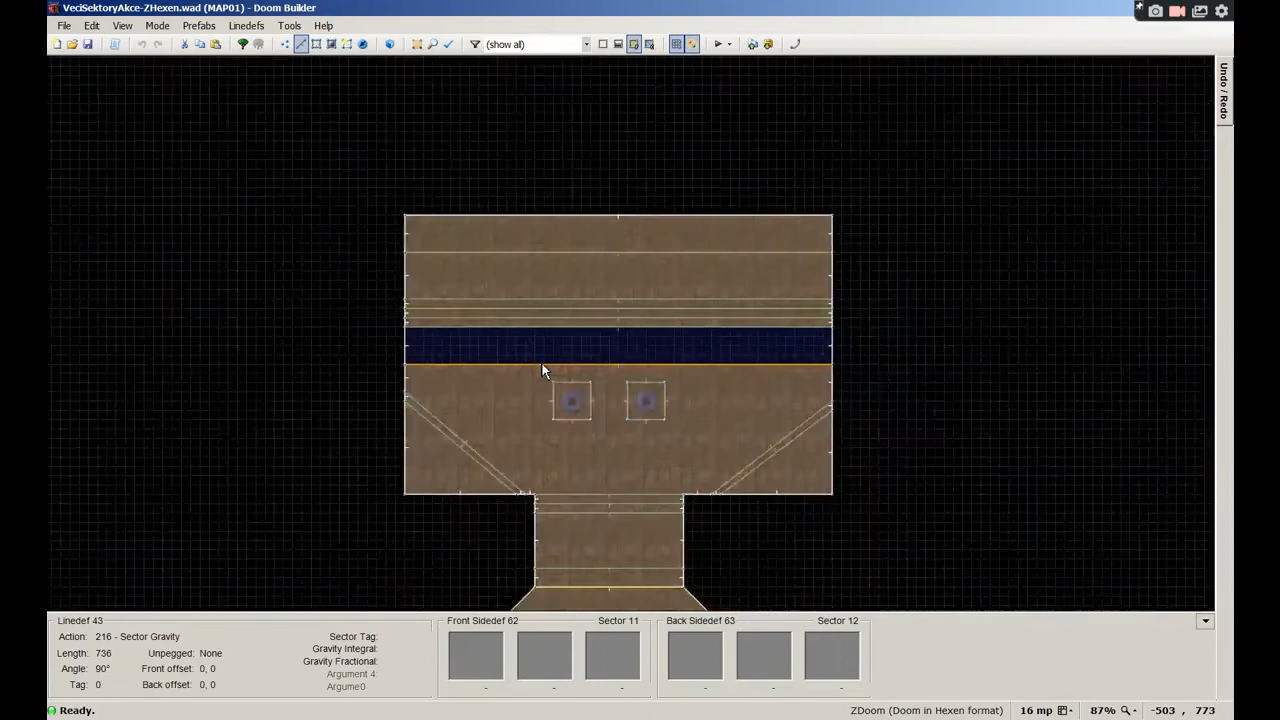 VeciSektoryAkce-ZHexen.wad (MAP01) - Doom Builder
File Edit View Mode Prefabs Linedefs Tools Help
(show all)
Undo / Redo
Linedef 43
Action: 216 - Sector Gravity Sector Tag:
Length: 736 Unpegged: None Gravity Integral:
Angle: 90° Front offset: 0, 0 Gravity Fractional:
Tag: 0 Back offset: 0, 0 Argument 4:
Argume0
Front Sidedef 62 Sector 11
- - -
Back Sidedef 63 Sector 12
- - -
Ready. ZDoom (Doom in Hexen format) 16 mp 87% -503 , 773